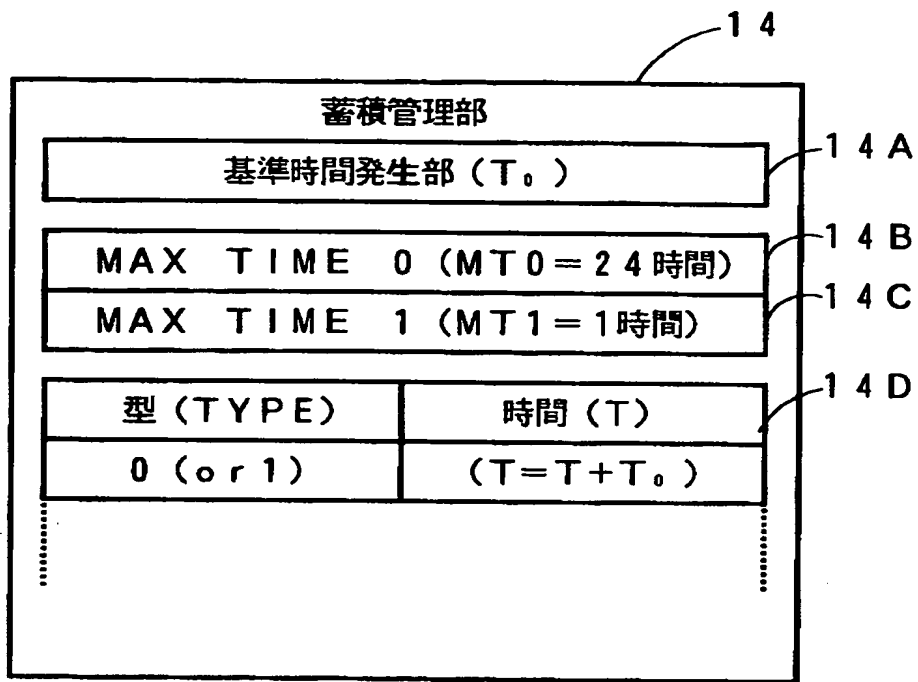 14
蓄積管理部
基準時間発生部(T₀)
14A
MAX TIME 0(MT0=24時間)
14B
MAX TIME 1(MT1=1時間)
14C
型(TYPE) 時間(T)
14D
0(or1) (T=T+T₀)